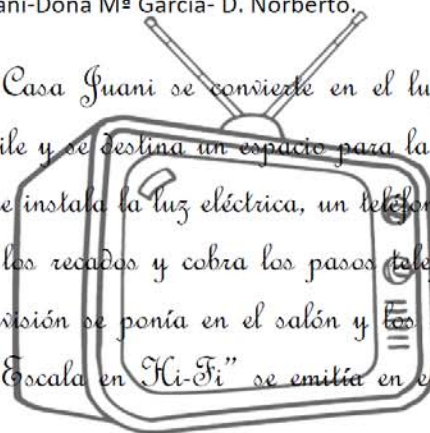 ani-Doña Mª García- D. Norberto.
Casa Juani se convierte en el lu
ile y se destina un espacio para la
e instala la luz eléctrica, un teléfon
los recados y cobra los pasos tele
visión se ponía en el salón y los
Escala en Hi-Fi” se emitía en e